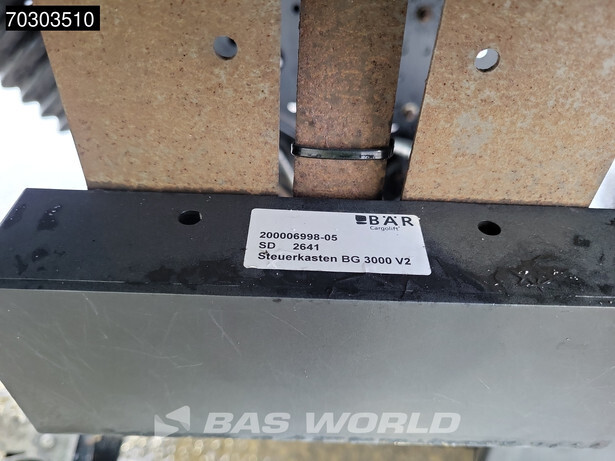 70303510
BÄR
Cargolift
200006998-05
SD 2641
Steuerkasten BG 3000 V2
BAS WORLD